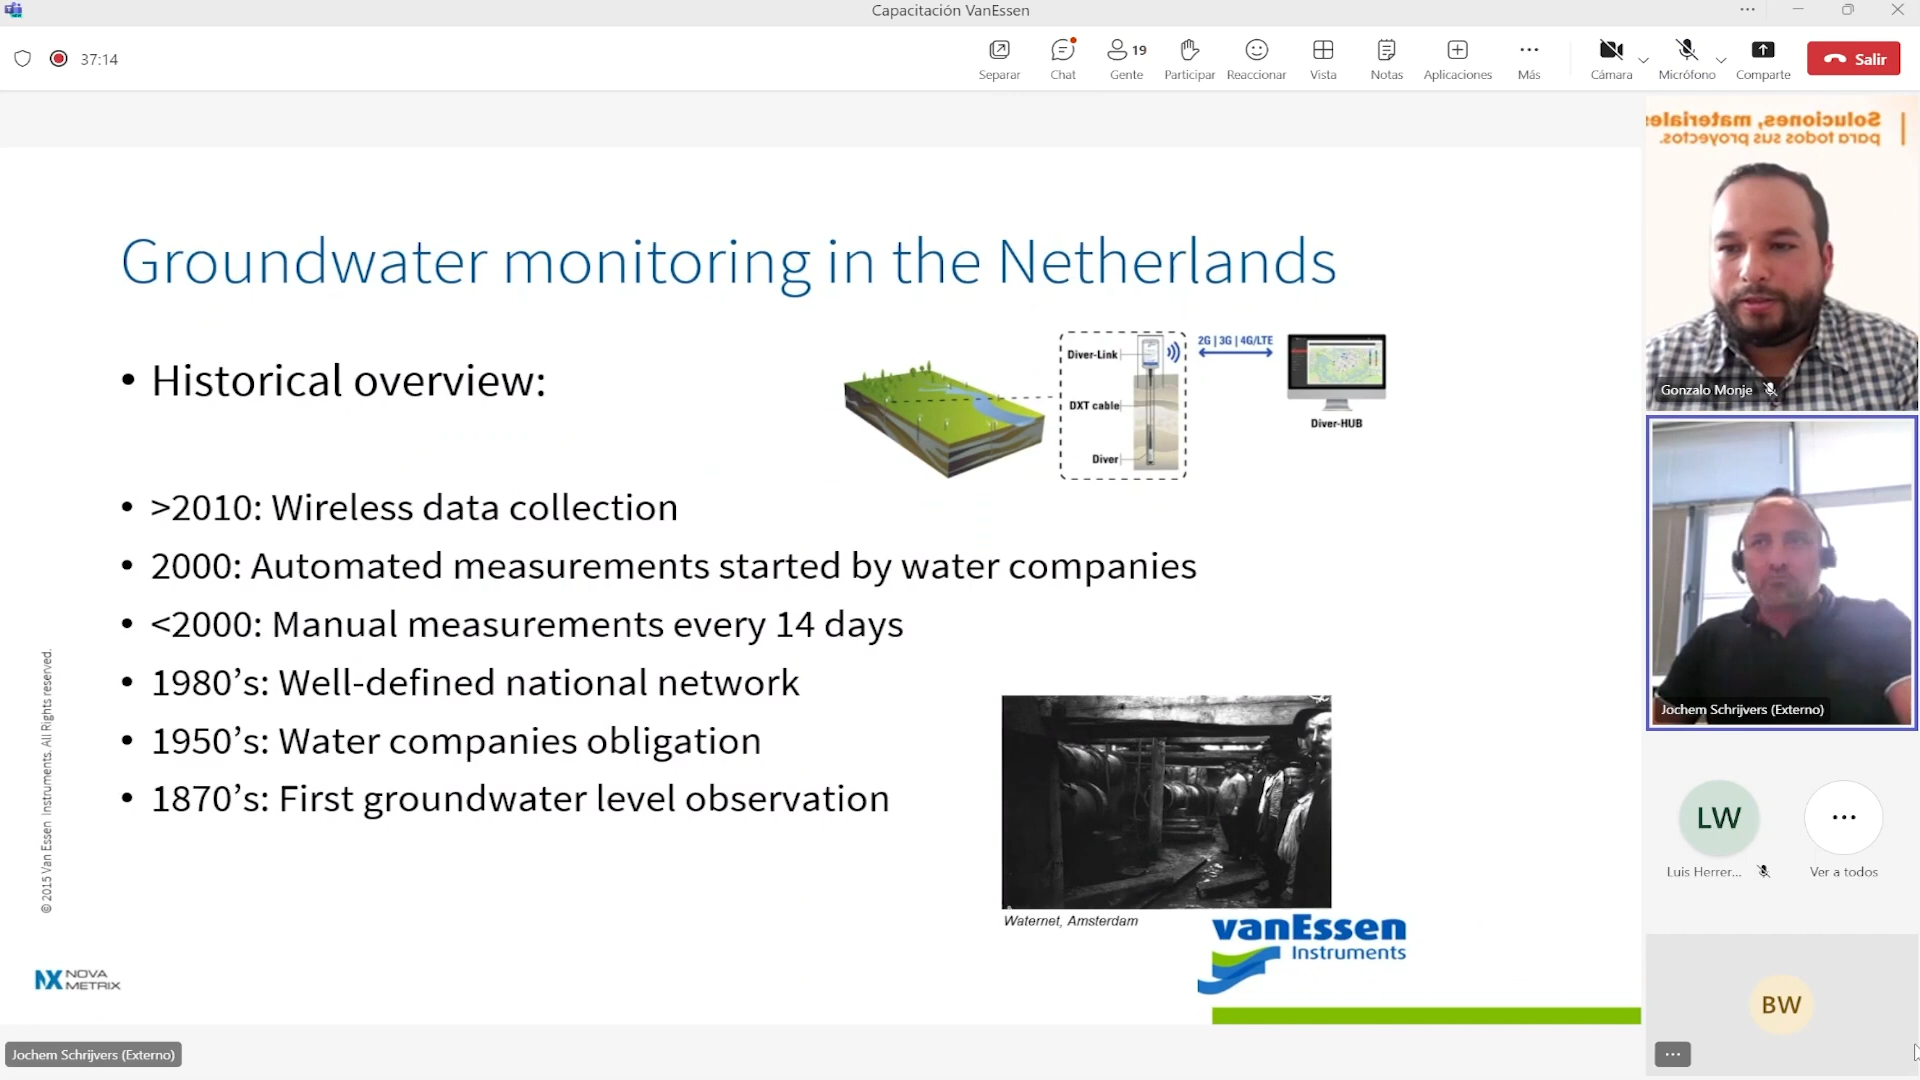 Capacitación VanEssen
37:14
Separar
Chat
19
Gente
Participar
Reaccionar
Vista
Notas
Aplicaciones
Más
Cámara
Micrófono
Comparte
Salir
Groundwater monitoring in the Netherlands
• Historical overview:
Diver-Link
DXT cable
Diver
2G | 3G | 4G/LTE
Diver-HUB
• >2010: Wireless data collection
• 2000: Automated measurements started by water companies
• <2000: Manual measurements every 14 days
• 1980’s: Well-defined national network
• 1950’s: Water companies obligation
• 1870’s: First groundwater level observation
Waternet, Amsterdam
© 2015 Van Essen Instruments. All Rights reserved.
NX NOVA
METRIX
vanEssen
Instruments
Jochem Schrijvers (Externo)
Soluciones, materiales
para todos sus proyectos.
Gonzalo Monje
Jochem Schrijvers (Externo)
LW
Luis Herrer...
Ver a todos
BW